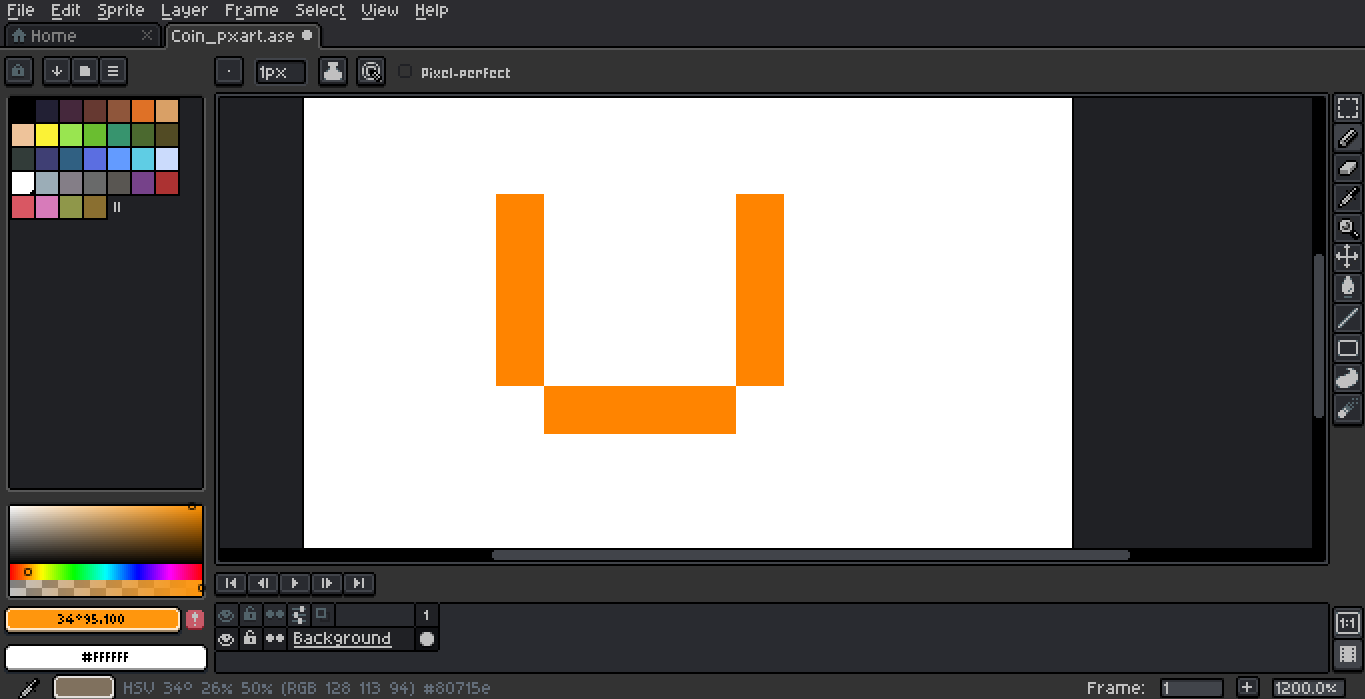 File Edit Sprite Layer Frame Select View Help
Home Coin_pxart.ase
1px Pixel-perfect
34°95.100
#FFFFFF
1
Background
1:1
HSV 34° 26% 50% (RGB 128 113 94) #80715e Frame: 1 1200.0%